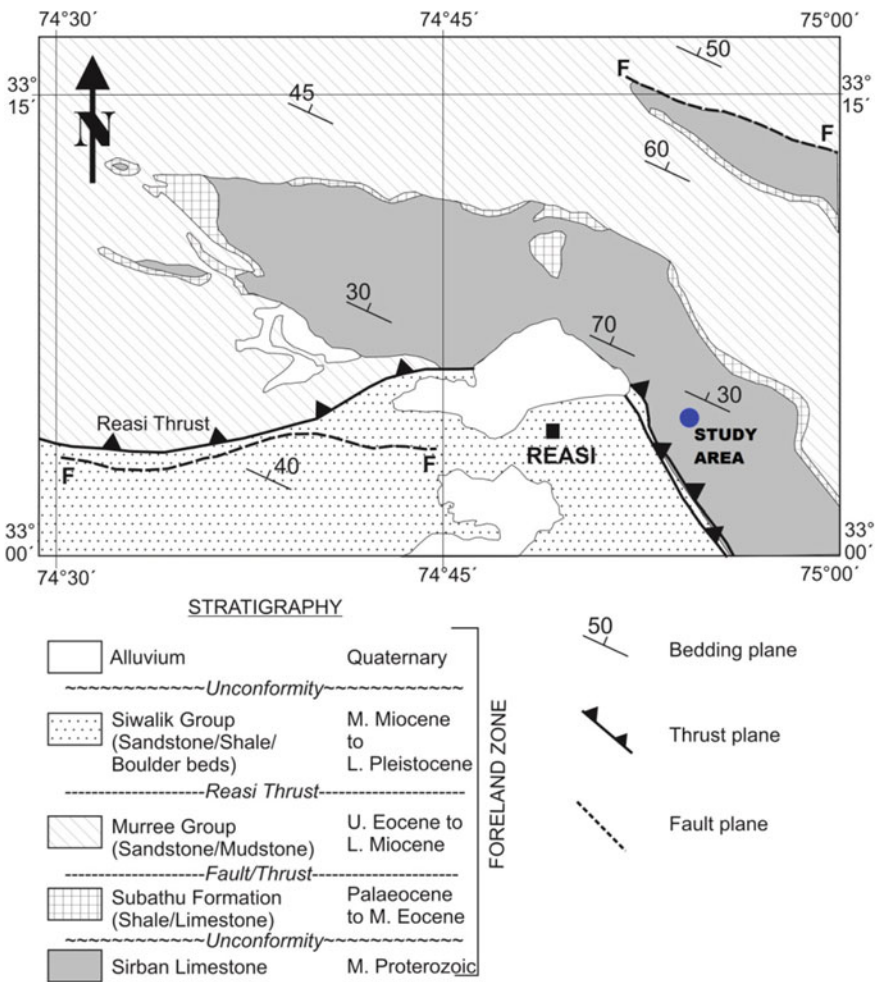 74°30´ 74°45´ 75°00´
33°
15´
33°
15´
N
45
50
F
F
60
30
70
30
STUDY
AREA
Reasi Thrust
REASI
F
F
40
33°
00´
33°
00´
74°30´ 74°45´ 75°00´
STRATIGRAPHY
Alluvium Quaternary
~~~~~~~~~~~~Unconformity~~~~~~~~~~~~
Siwalik Group M. Miocene
(Sandstone/Shale/ to
Boulder beds) L. Pleistocene
--------------------Reasi Thrust--------------------
Murree Group U. Eocene to
(Sandstone/Mudstone) L. Miocene
--------------------Fault/Thrust--------------------
Subathu Formation Palaeocene
(Shale/Limestone) to M. Eocene
~~~~~~~~~~~~Unconformity~~~~~~~~~~~~
Sirban Limestone M. Proterozoic
FORELAND ZONE
50
Bedding plane
Thrust plane
Fault plane